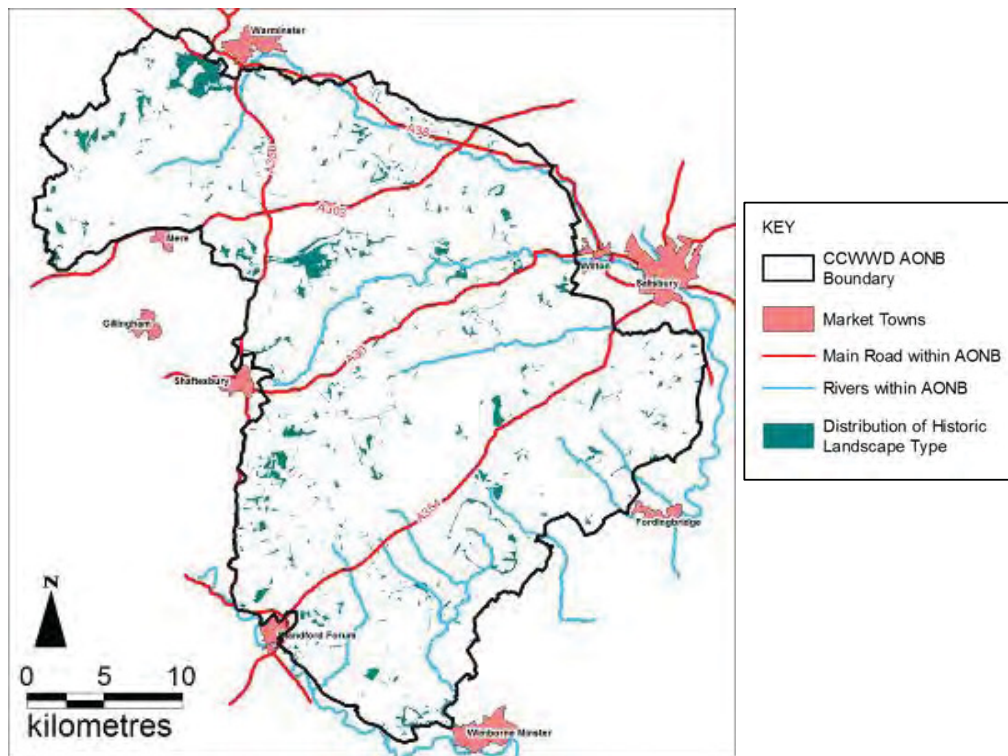 Warminster
A36
A350
A303
Mere
Wilton
Salisbury
Gillingham
A30
Shaftesbury
A354
Fordingbridge
Blandford Forum
Wimborne Minster
N
0 5 10
kilometres
KEY
CCWWD AONB
Boundary
Market Towns
Main Road within AONB
Rivers within AONB
Distribution of Historic
Landscape Type